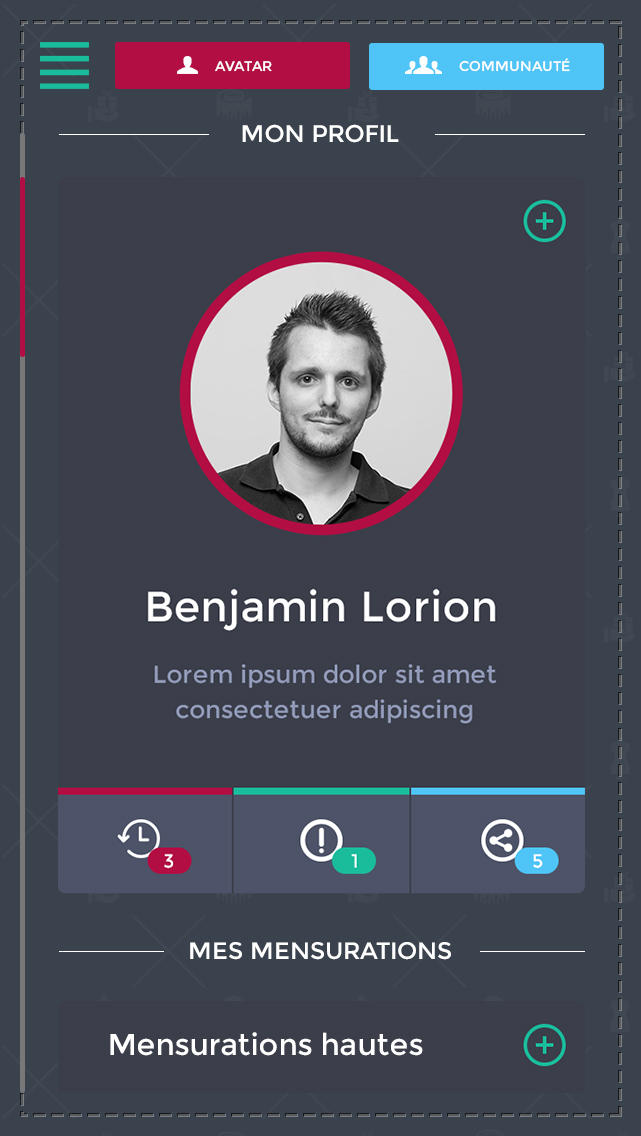 AVATAR
COMMUNAUTÉ
MON PROFIL
Benjamin Lorion
Lorem ipsum dolor sit amet
consectetuer adipiscing
3
1
5
MES MENSURATIONS
Mensurations hautes